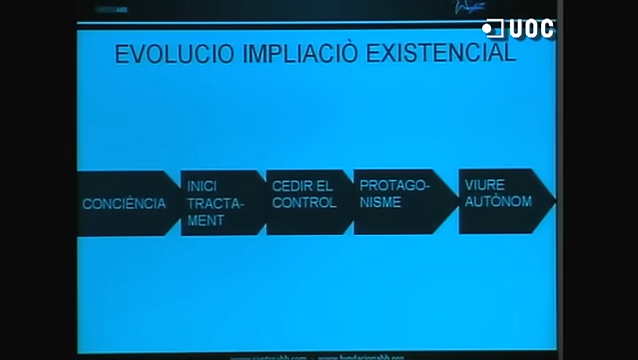 UOC
EVOLUCIO IMPLIACIÒ EXISTENCIAL
CONCIÈNCIA
INICI
TRACTA-
MENT
CEDIR EL
CONTROL
PROTAGO-
NISME
VIURE
AUTÒNOM